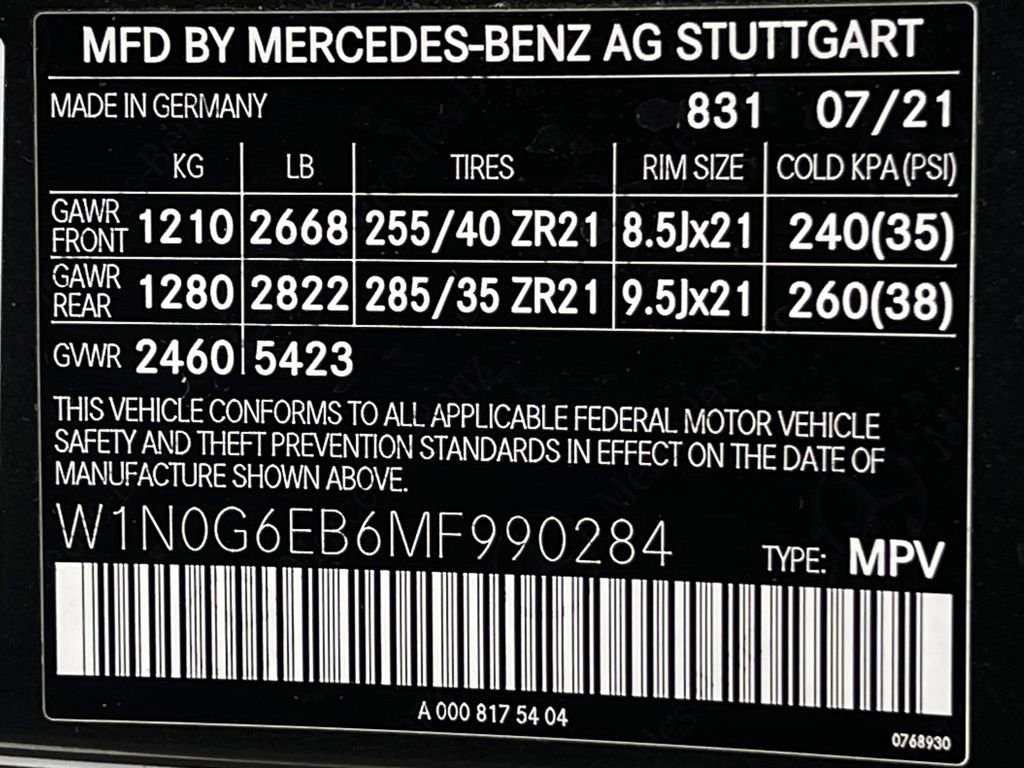 MFD BY MERCEDES-BENZ AG STUTTGART
MADE IN GERMANY 831 07/21
KG LB TIRES RIM SIZE COLD KPA (PSI)
GAWR FRONT 1210 2668 255/40 ZR21 8.5Jx21 240(35)
GAWR REAR 1280 2822 285/35 ZR21 9.5Jx21 260(38)
GVWR 2460 5423
THIS VEHICLE CONFORMS TO ALL APPLICABLE FEDERAL MOTOR VEHICLE
SAFETY AND THEFT PREVENTION STANDARDS IN EFFECT ON THE DATE OF
MANUFACTURE SHOWN ABOVE.
W1N0G6EB6MF990284 TYPE: MPV
A 000 817 54 04
0768930